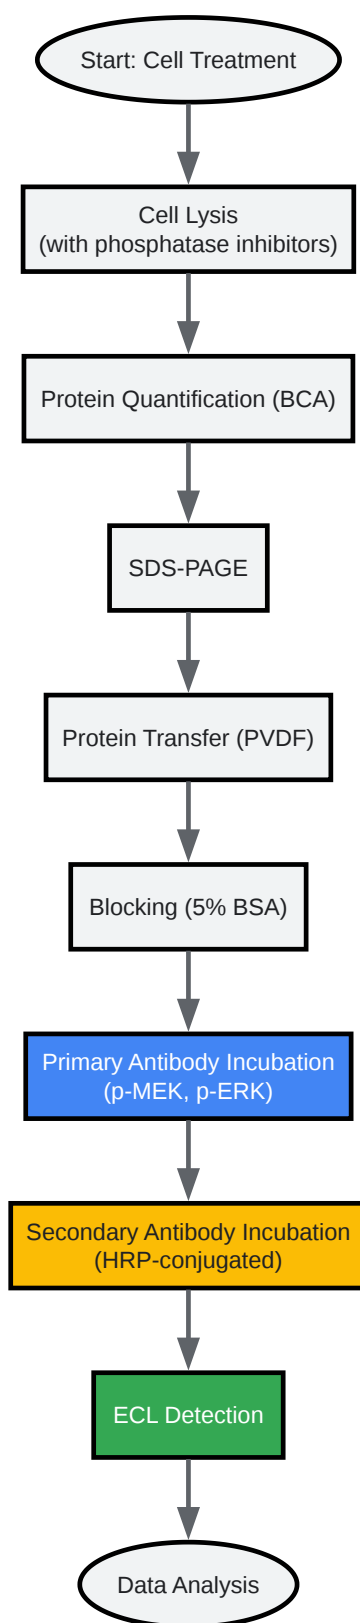 Start: Cell Treatment
Cell Lysis
(with phosphatase inhibitors)
Protein Quantification (BCA)
SDS-PAGE
Protein Transfer (PVDF)
Blocking (5% BSA)
Primary Antibody Incubation
(p-MEK, p-ERK)
Secondary Antibody Incubation
(HRP-conjugated)
ECL Detection
Data Analysis